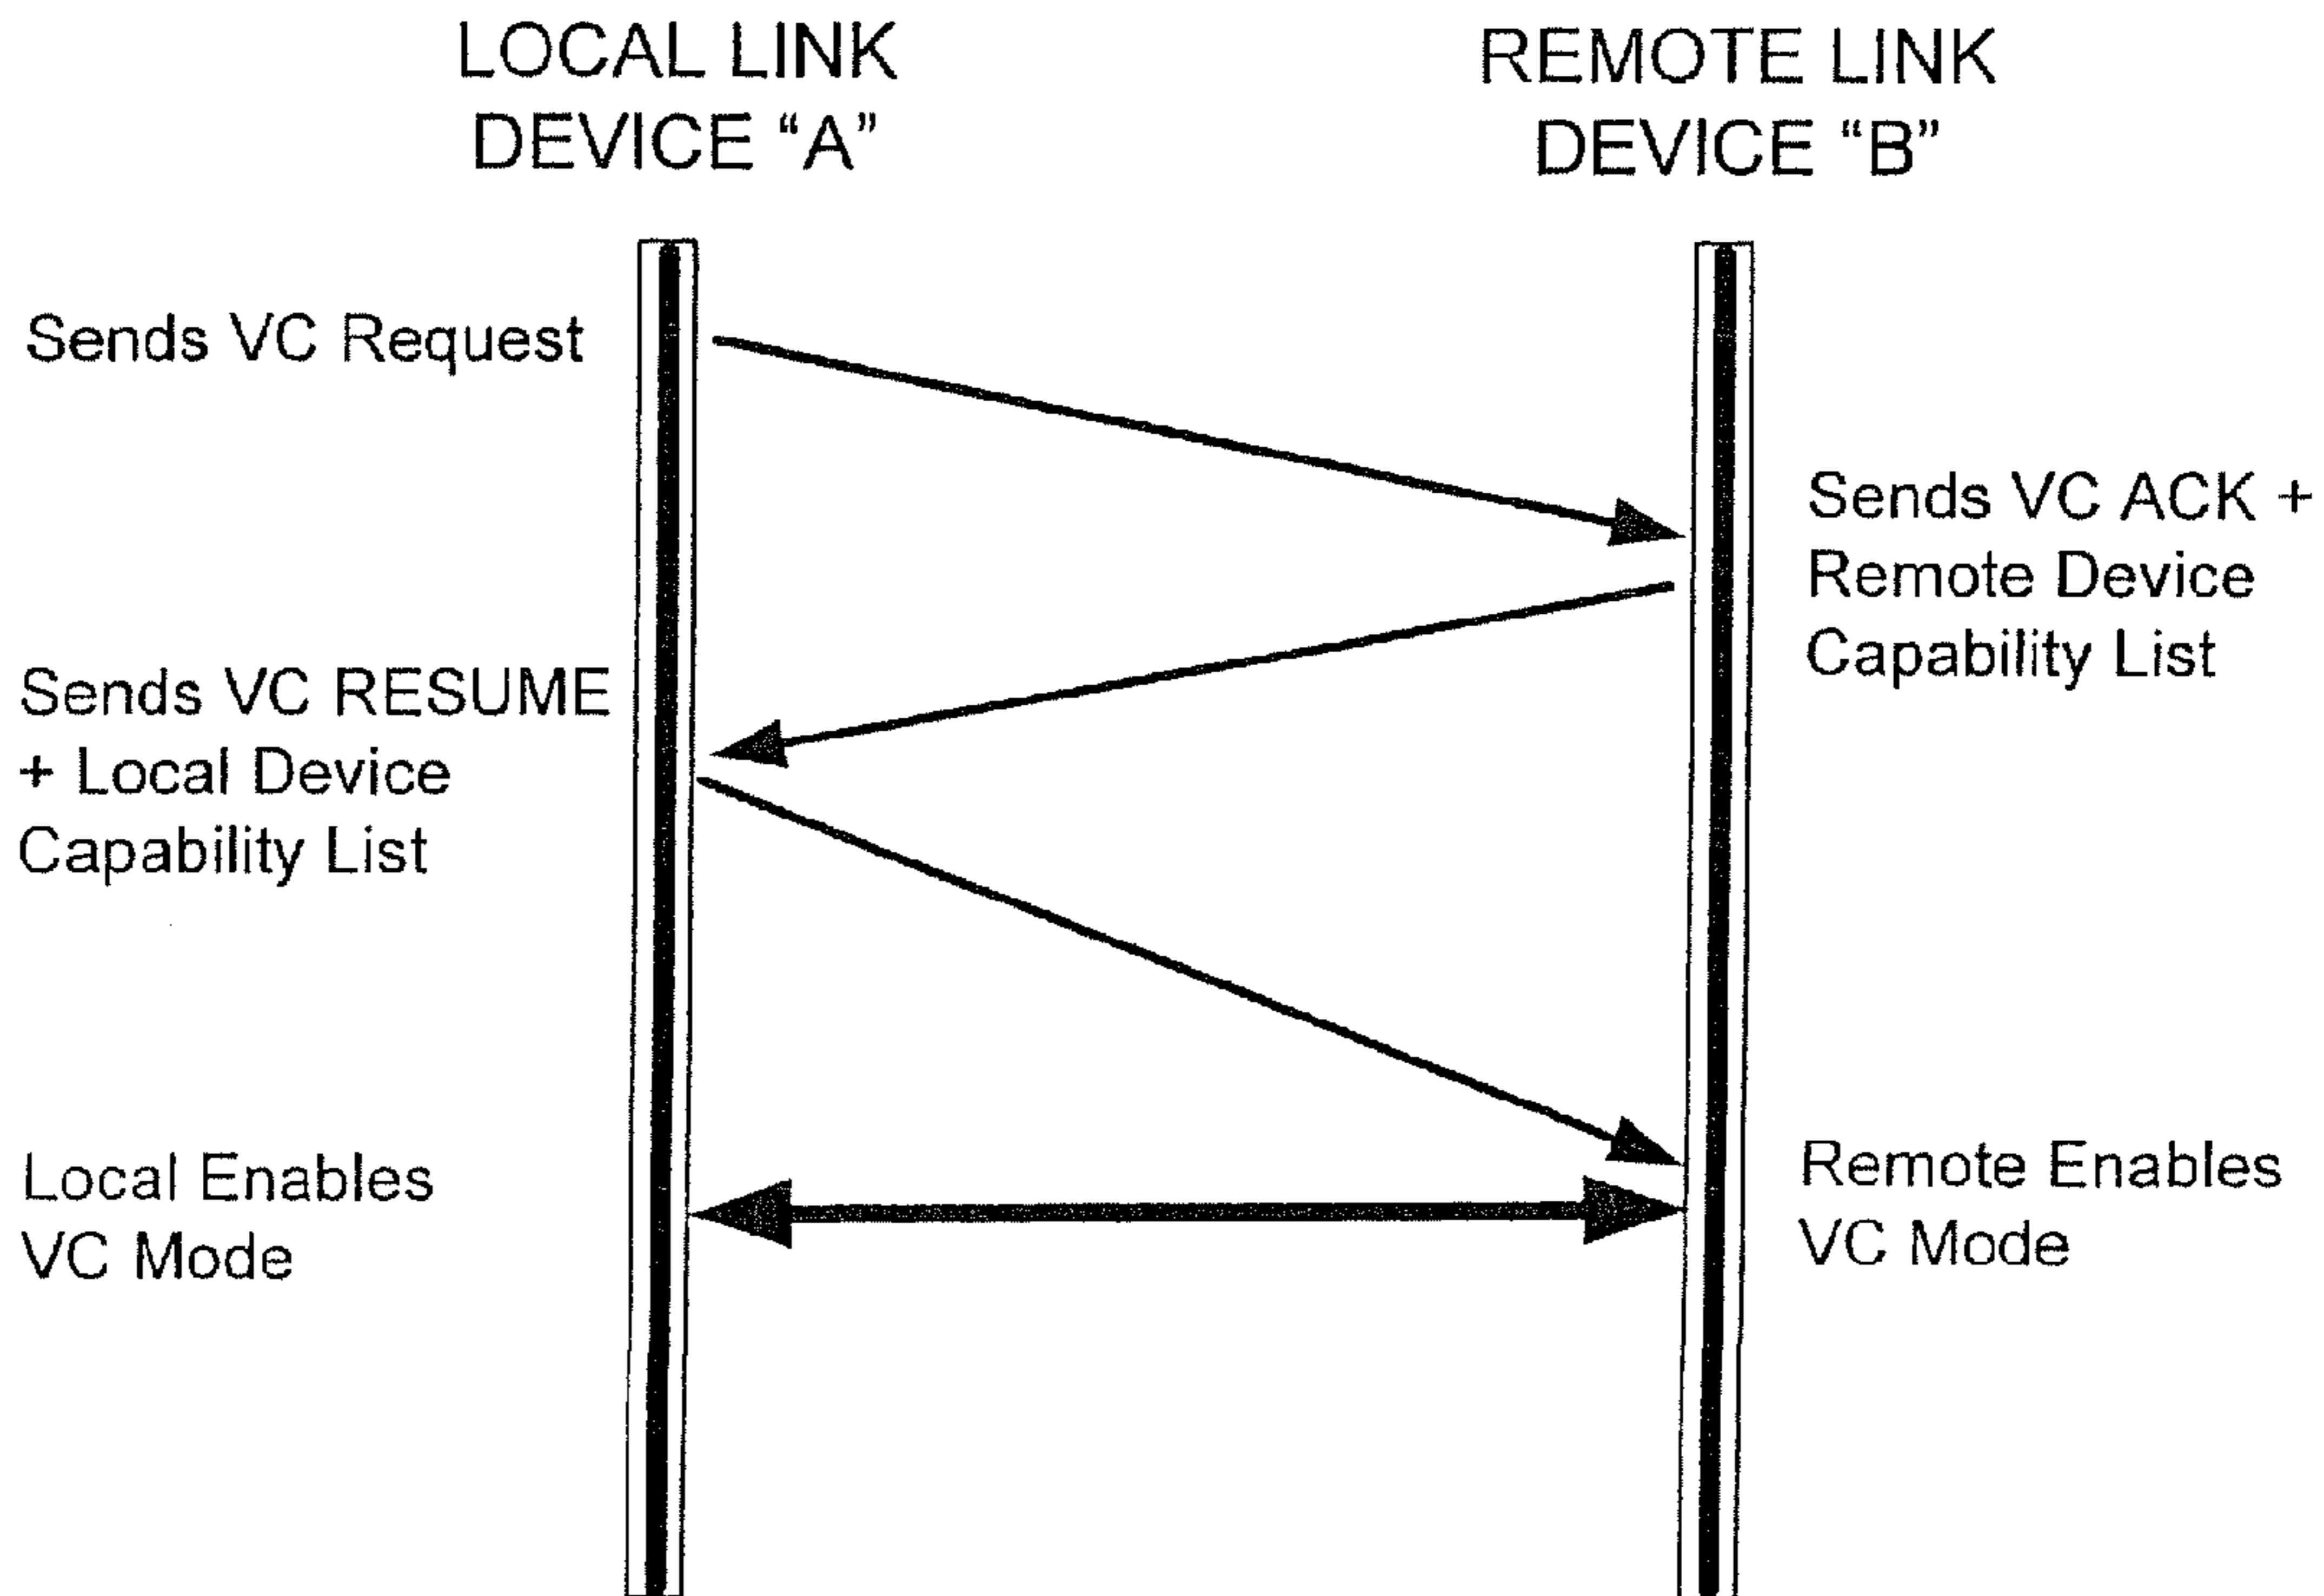 LOCAL LINK
DEVICE “A”
REMOTE LINK
DEVICE “B”
Sends VC Request
Sends VC ACK +
Remote Device
Capability List
Sends VC RESUME
+ Local Device
Capability List
Local Enables
VC Mode
Remote Enables
VC Mode